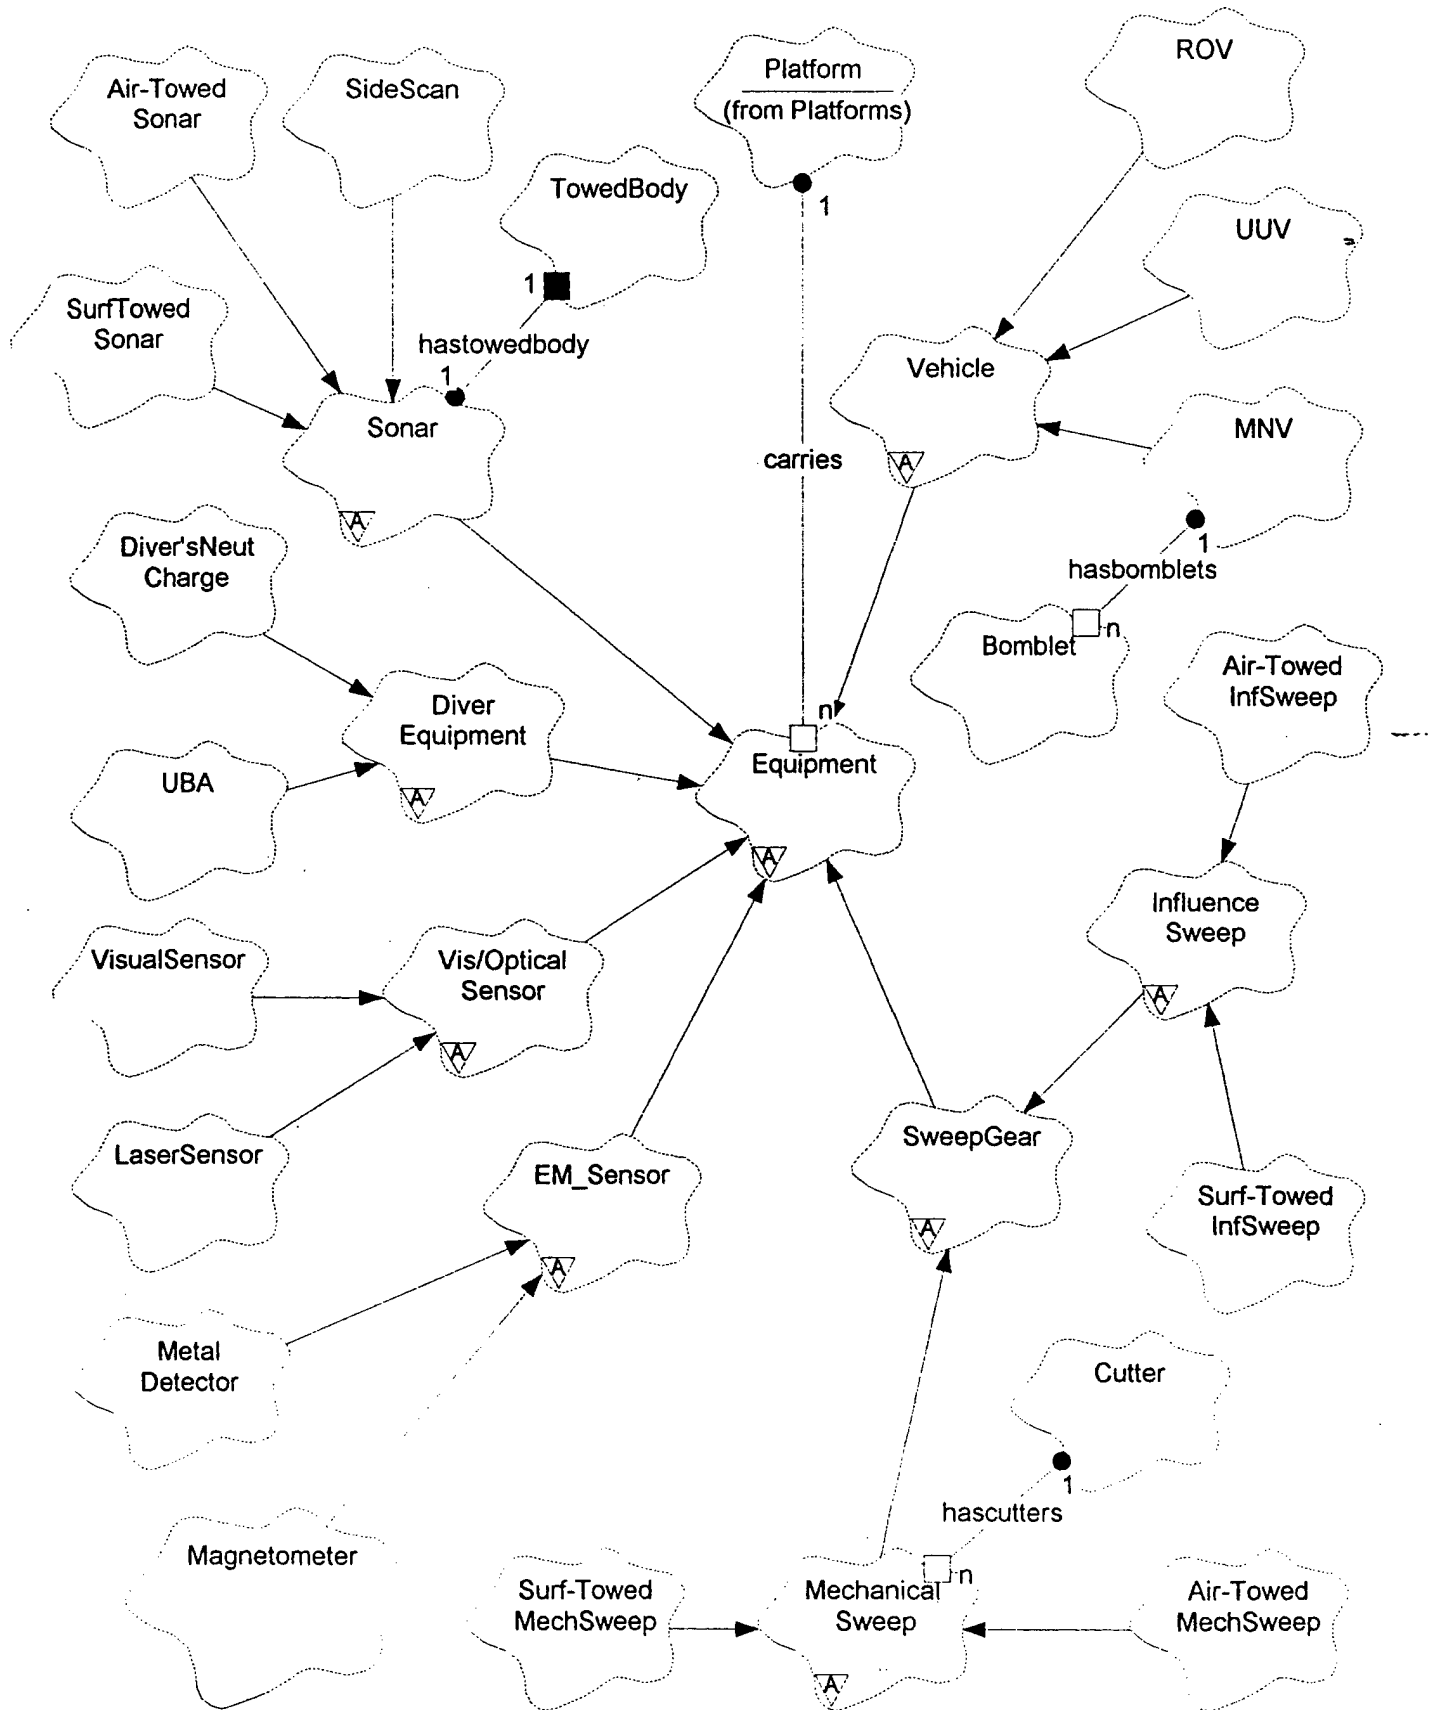 ROV
Platform
(from Platforms)
Air-Towed
Sonar
SideScan
TowedBody
1
UUV
1
SurfTowed
Sonar
hastowedbody
1
Vehicle
A
Sonar
A
carries
MNV
1
hasbomblets
n
Bomblet
Diver'sNeut
Charge
Air-Towed
InfSweep
Diver
Equipment
A
n
Equipment
A
UBA
Influence
Sweep
A
VisualSensor
Vis/Optical
Sensor
A
LaserSensor
EM_Sensor
A
SweepGear
A
Surf-Towed
InfSweep
Metal
Detector
Cutter
1
hascutters
Magnetometer
Surf-Towed
MechSweep
n
Mechanical
Sweep
A
Air-Towed
MechSweep